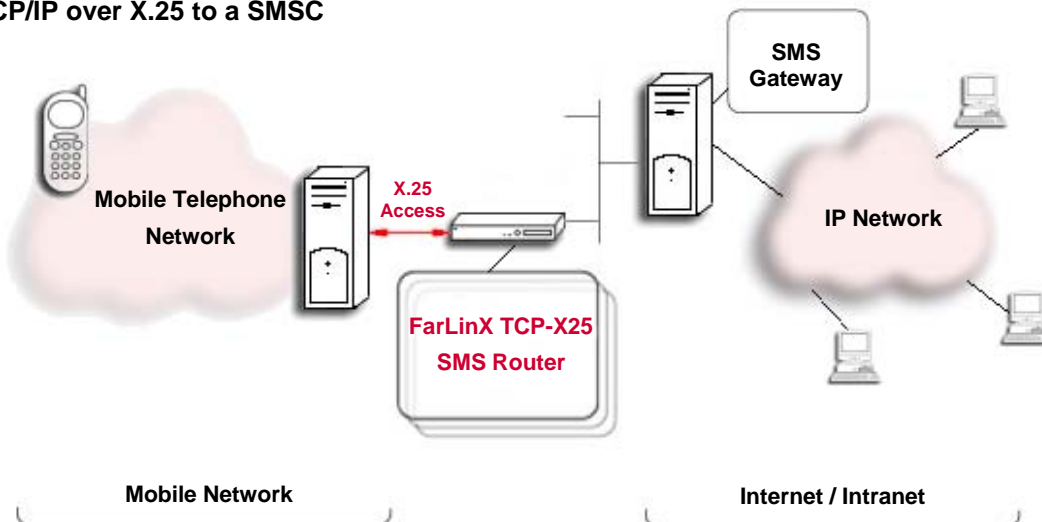 CP/IP over X.25 to a SMSC
SMS
Gateway
Mobile Telephone
Network
X.25
Access
IP Network
FarLinX TCP-X25
SMS Router
Mobile Network
Internet / Intranet